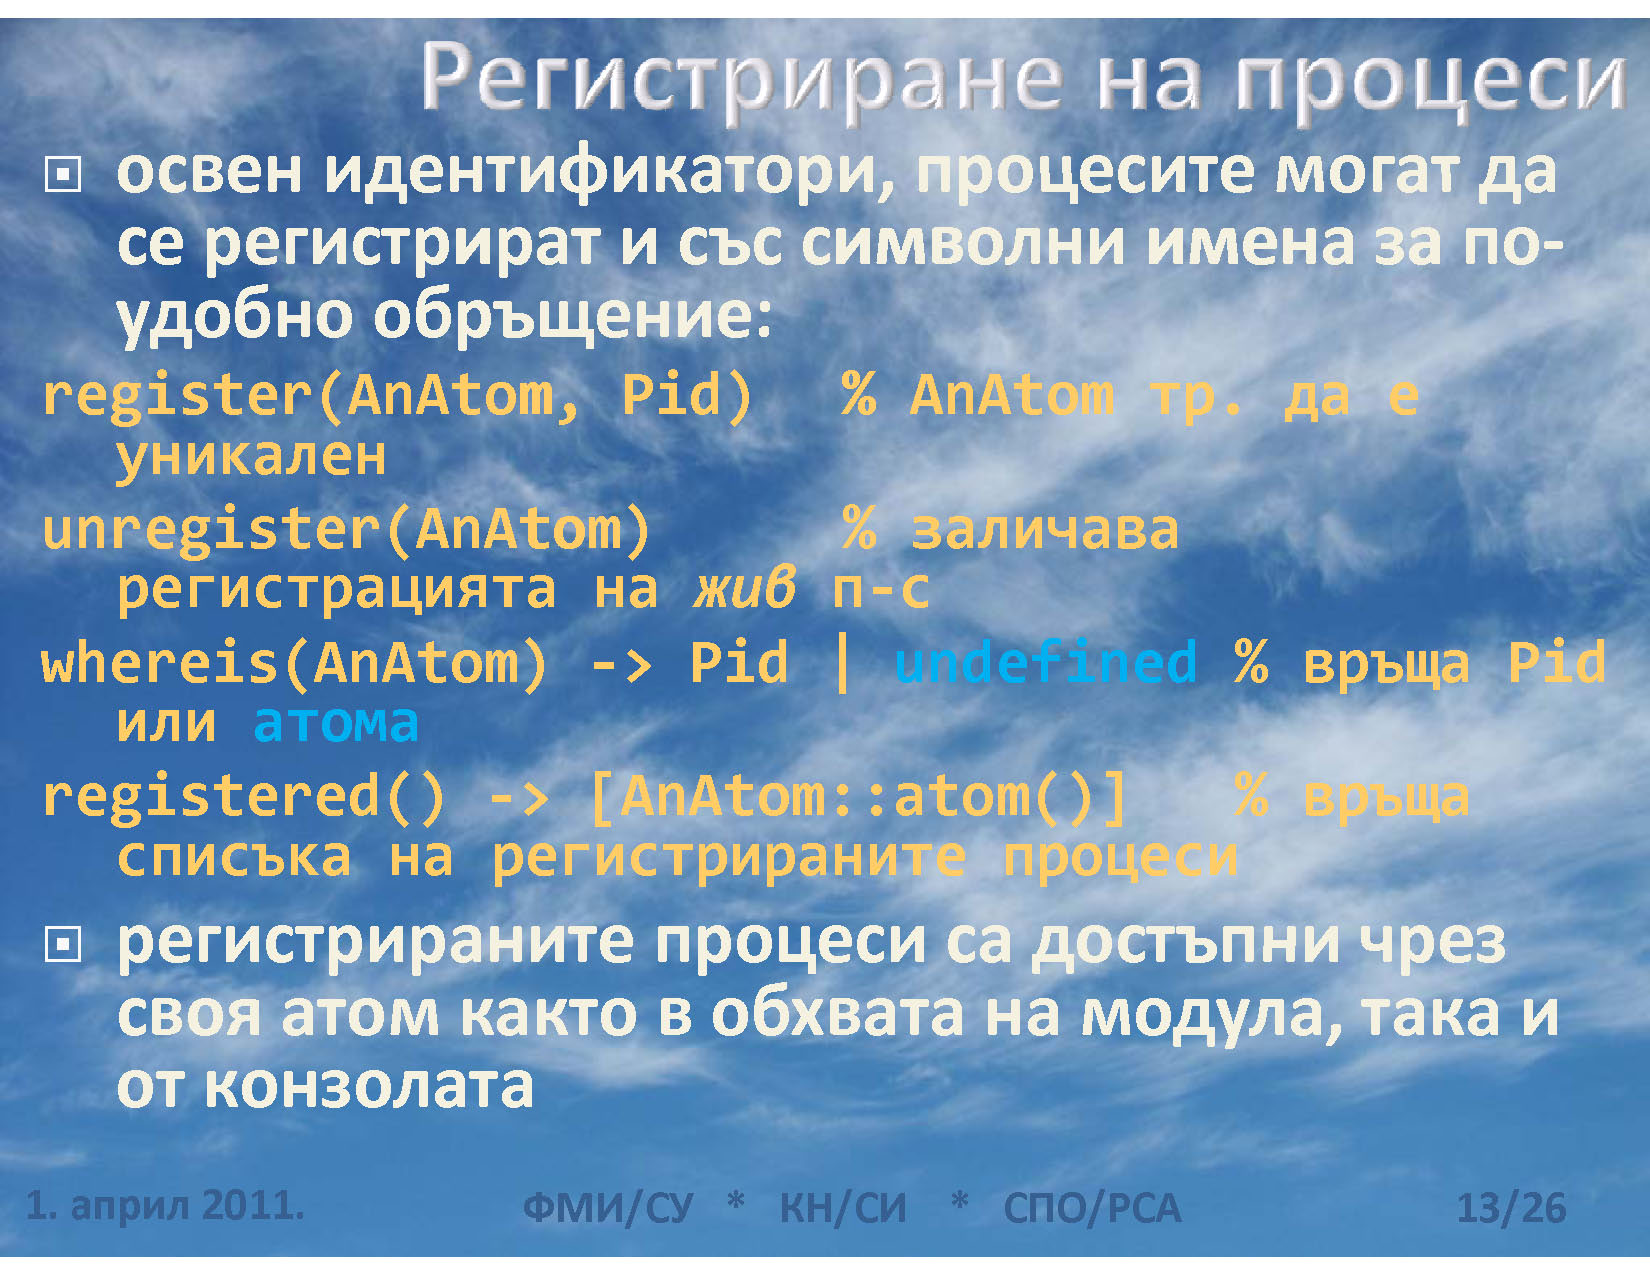 Регистриране на процеси
освен идентификатори, процесите могат да
се регистрират и със символни имена за по-
удобно обръщение:
register(AnAtom, Pid) % AnAtom тр. да е
уникален
unregister(AnAtom) % заличава
регистрацията на жив п-с
whereis(AnAtom) -> Pid | undefined % връща Pid
или атома
registered() -> [AnAtom::atom()] % връща
списъка на регистрираните процеси
регистрираните процеси са достъпни чрез
своя атом както в обхвата на модула, така и
от конзолата
1. април 2011. ФМИ/СУ * КН/СИ * СПО/РСА 13/26